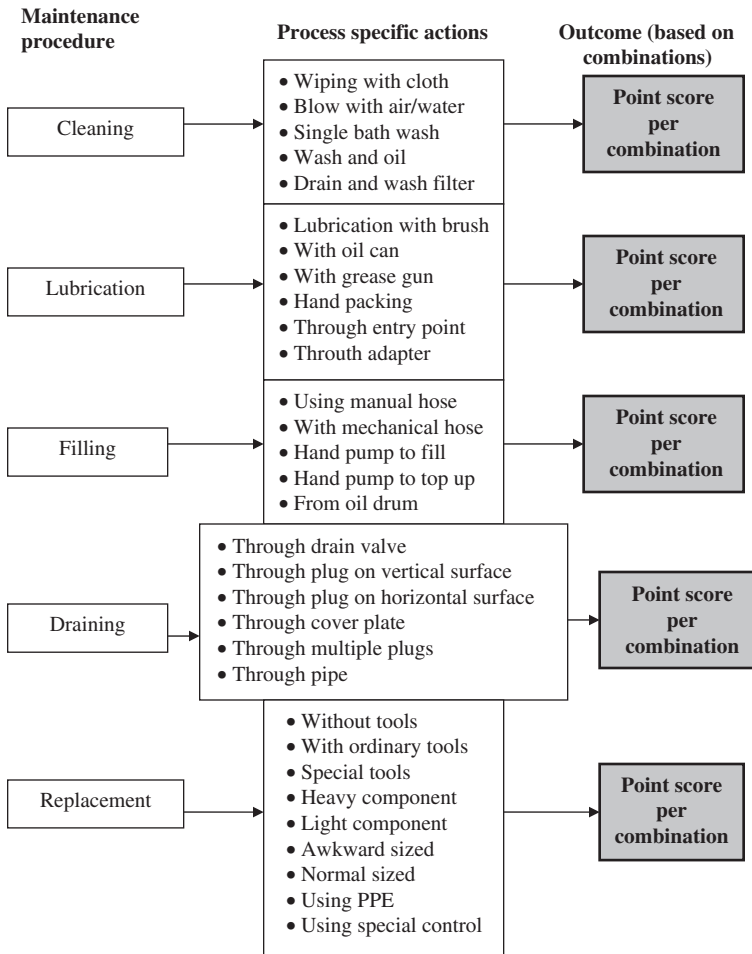 Maintenance
procedure
Process specific actions
Outcome (based on
combinations)
Cleaning
• Wiping with cloth
• Blow with air/water
• Single bath wash
• Wash and oil
• Drain and wash filter
Point score
per
combination
Lubrication
• Lubrication with brush
• With oil can
• With grease gun
• Hand packing
• Through entry point
• Throuth adapter
Point score
per
combination
Filling
• Using manual hose
• With mechanical hose
• Hand pump to fill
• Hand pump to top up
• From oil drum
Point score
per
combination
Draining
• Through drain valve
• Through plug on vertical surface
• Through plug on horizontal surface
• Through cover plate
• Through multiple plugs
• Through pipe
Point score
per
combination
Replacement
• Without tools
• With ordinary tools
• Special tools
• Heavy component
• Light component
• Awkward sized
• Normal sized
• Using PPE
• Using special control
Point score
per
combination